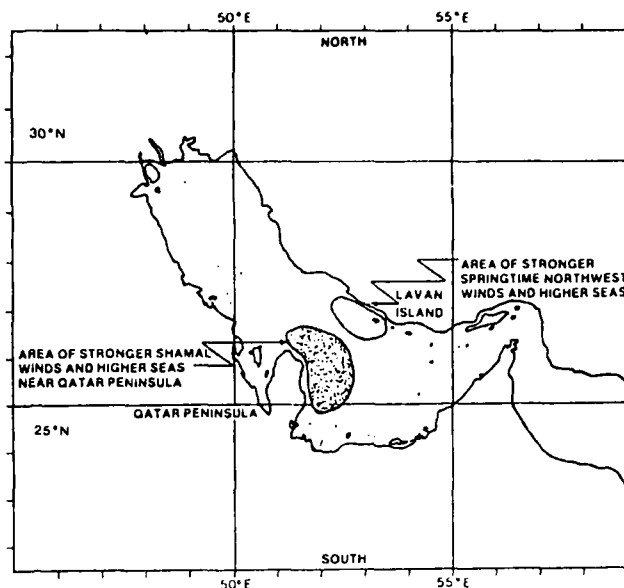 50°E
55°E
NORTH
30°N
AREA OF STRONGER
SPRINGTIME NORTHWEST
WINDS AND HIGHER SEAS
LAVAN
ISLAND
AREA OF STRONGER SHAMAL
WINDS AND HIGHER SEAS
NEAR QATAR PENINSULA
QATAR PENINSULA
25°N
SOUTH
50°E
55°E